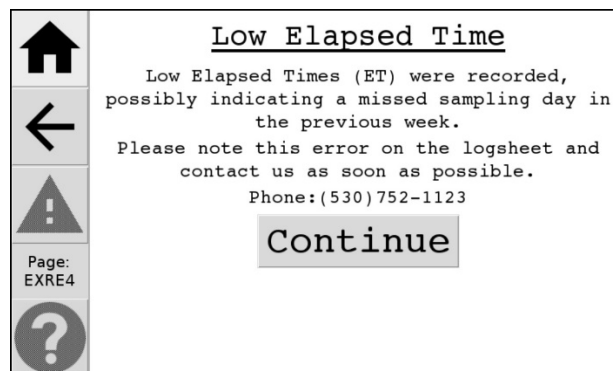 Low Elapsed Time
Low Elapsed Times (ET) were recorded,
possibly indicating a missed sampling day in
the previous week.
Please note this error on the logsheet and
contact us as soon as possible.
Phone:(530)752-1123
Continue
Page:
EXRE4